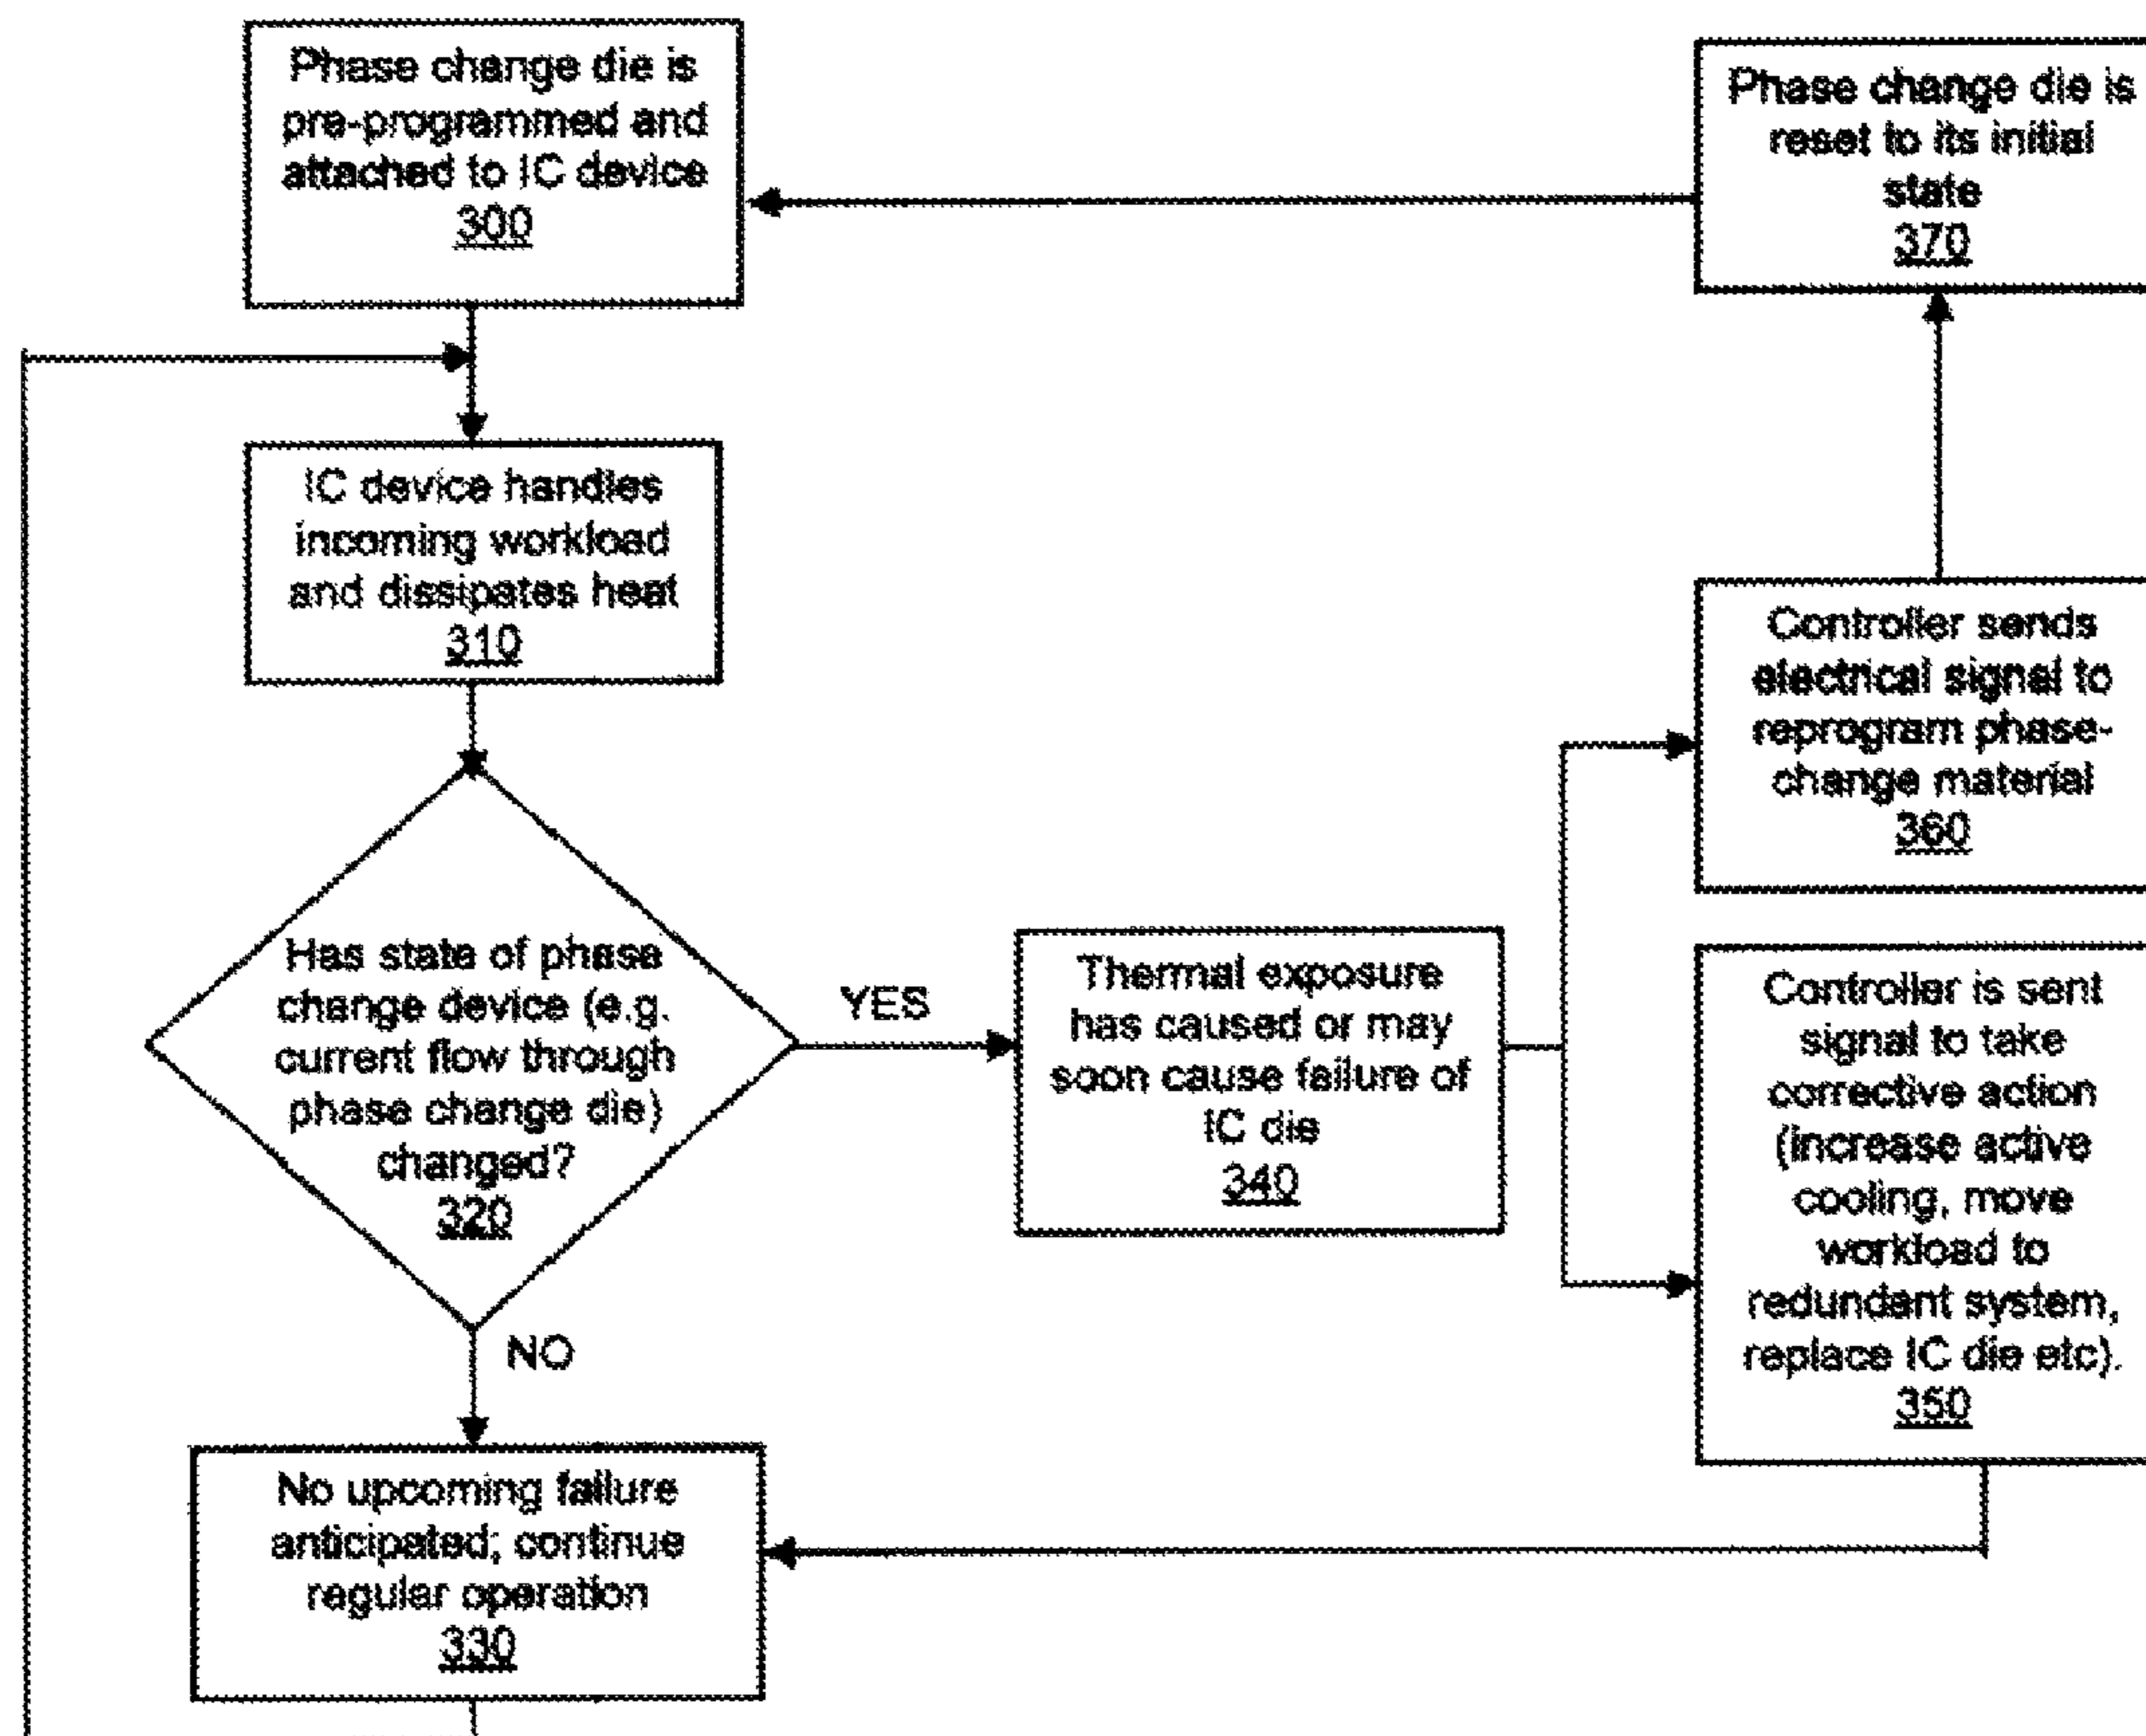 Phase change die is
pre-programmed and
attached to IC device
300
IC device handles
incoming workload
and dissipates heat
310
Has state of phase
change device (e.g.
current flow through
phase change die)
changed?
320
YES
NO
No upcoming failure
anticipated; continue
regular operation
330
Thermal exposure
has caused or may
soon cause failure of
IC die
340
Phase change die is
reset to its initial
state
370
Controller sends
electrical signal to
reprogram phase-
change material
360
Controller is sent
signal to take
corrective action
(increase active
cooling, move
workload to
redundant system,
replace IC die etc).
350